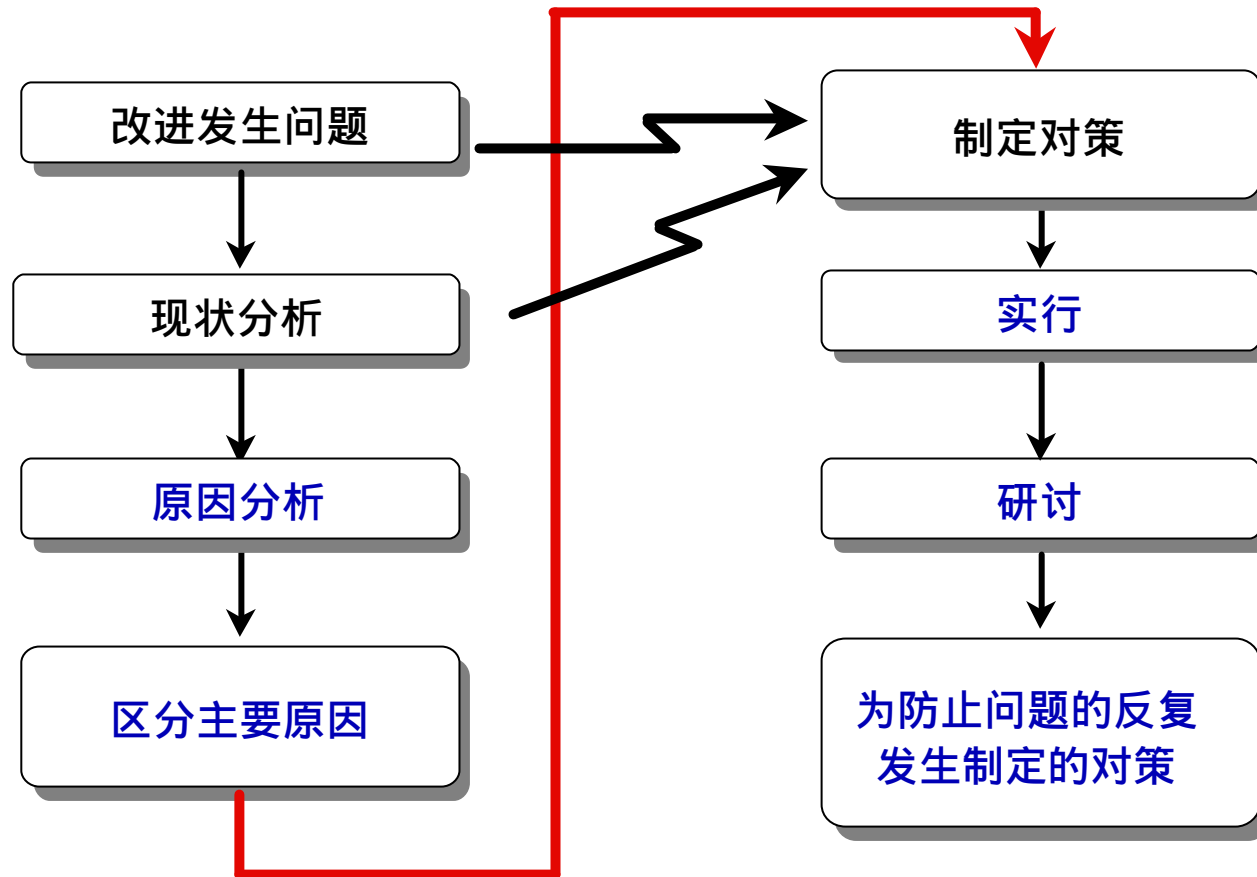 改进发生问题
现状分析
原因分析
区分主要原因
制定对策
实行
研讨
为防止问题的反复
发生制定的对策